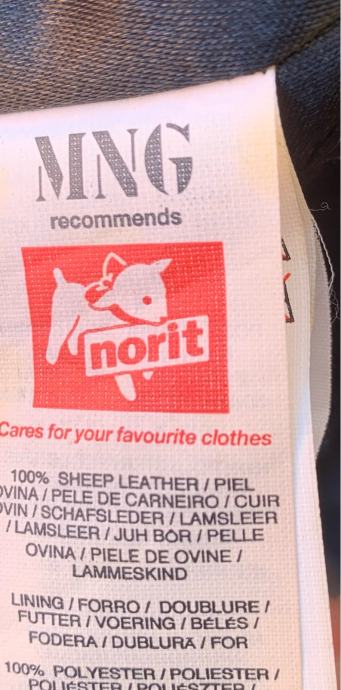 MNG
recommends
norit
Cares for your favourite clothes
100% SHEEP LEATHER / PIEL
OVINA / PELE DE CARNEIRO / CUIR
OVIN / SCHAFSLEDER / LAMSLEER
/ LAMSLEER / JUH BŐR / PELLE
OVINA / PIELE DE OVINE /
LAMMESKIND
LINING / FORRO / DOUBLURE /
FUTTER / VOERING / BÉLÉS /
FODERA / DUBLURĂ / FOR
100% POLYESTER / POLIESTER /
POLIÉSTER / POLIÉSZTER /